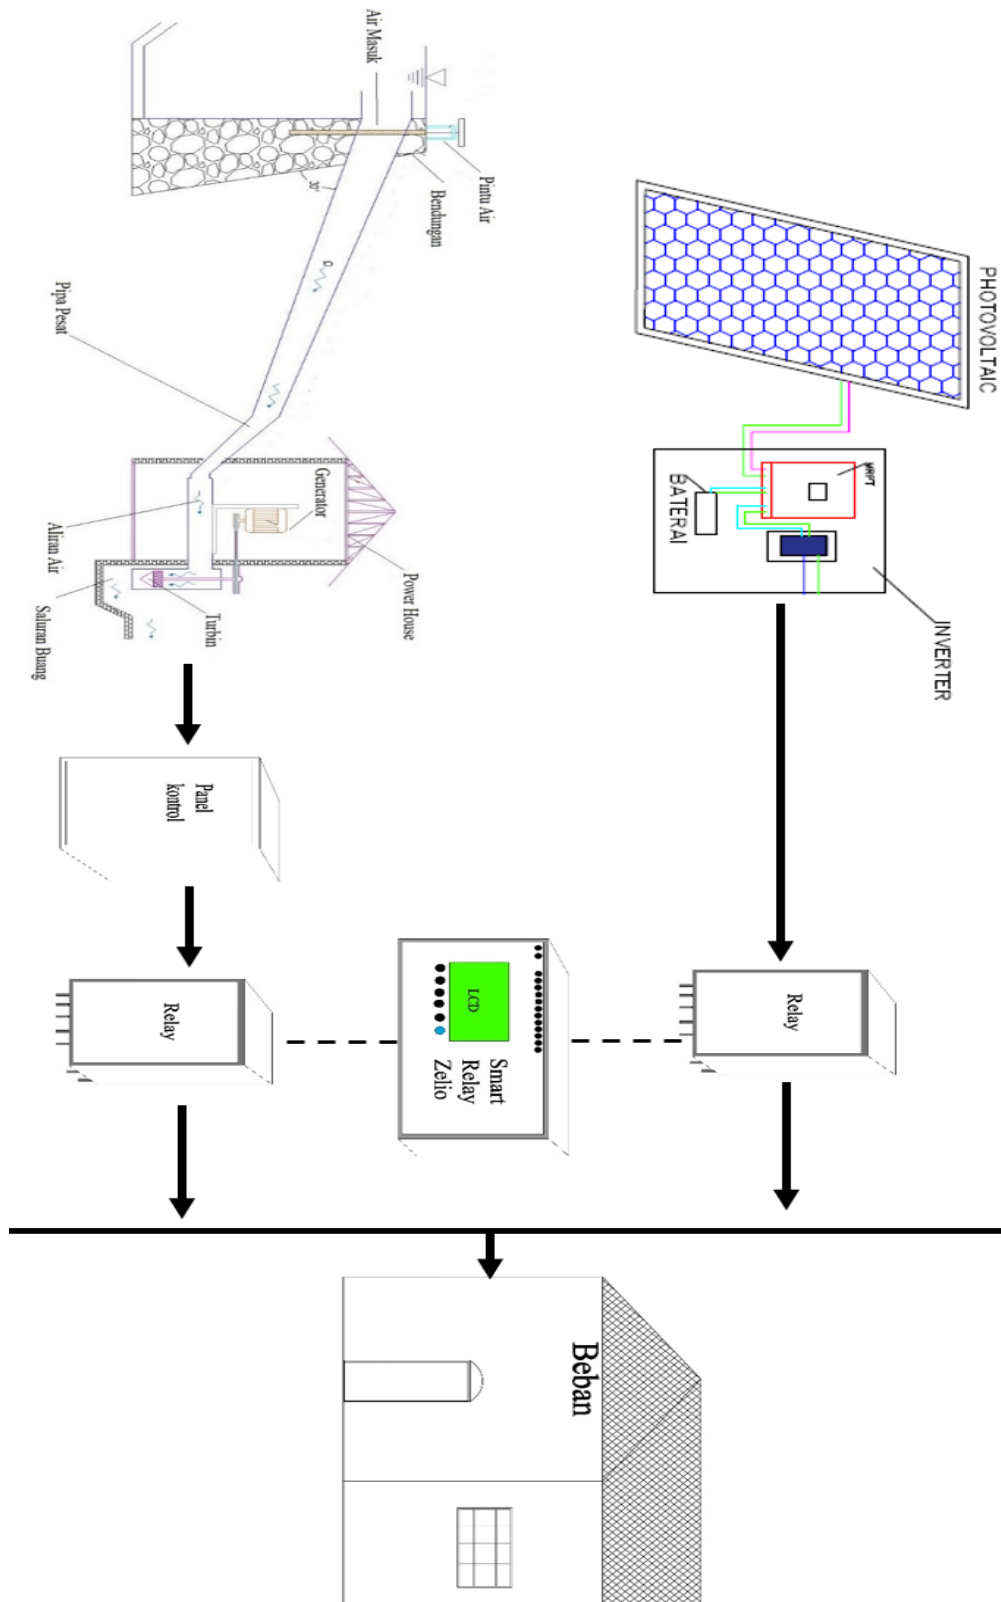 PHOTOVOLTAIC
MPPT
BATERAI
INVERTER
Relay
Air Masuk
Pintu Air
Bendungan
30°
Q
Pipa Pesat
Generator
Power House
Aliran Air
Turbin
Saluran Buang
Panel
kontrol
Relay
LCD
Smart
Relay
Zelio
Beban